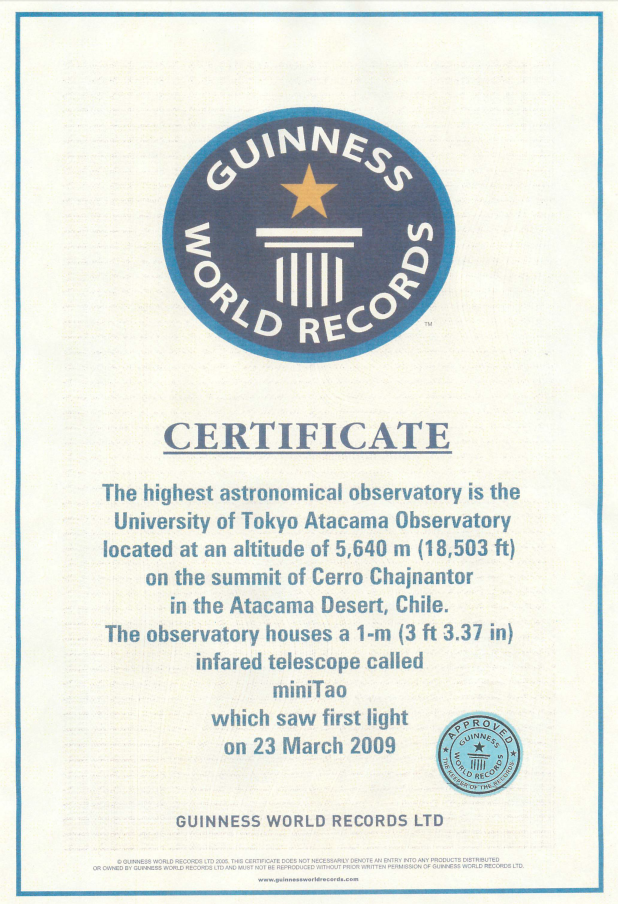 GUINNESS
WORLD RECORDS
TM
CERTIFICATE
The highest astronomical observatory is the
University of Tokyo Atacama Observatory
located at an altitude of 5,640 m (18,503 ft)
on the summit of Cerro Chajnantor
in the Atacama Desert, Chile.
The observatory houses a 1-m (3 ft 3.37 in)
infared telescope called
miniTao
which saw first light
on 23 March 2009
APPROVED
GUINNESS
WORLD RECORDS
THE KEEPER OF THE RECORDS
GUINNESS WORLD RECORDS LTD
© GUINNESS WORLD RECORDS LTD 2005. THIS CERTIFICATE DOES NOT NECESSARILY DENOTE AN ENTRY INTO ANY PRODUCTS DISTRIBUTED
OR OWNED BY GUINNESS WORLD RECORDS LTD AND MUST NOT BE REPRODUCED WITHOUT PRIOR WRITTEN PERMISSION OF GUINNESS WORLD RECORDS LTD.
www.guinnessworldrecords.com